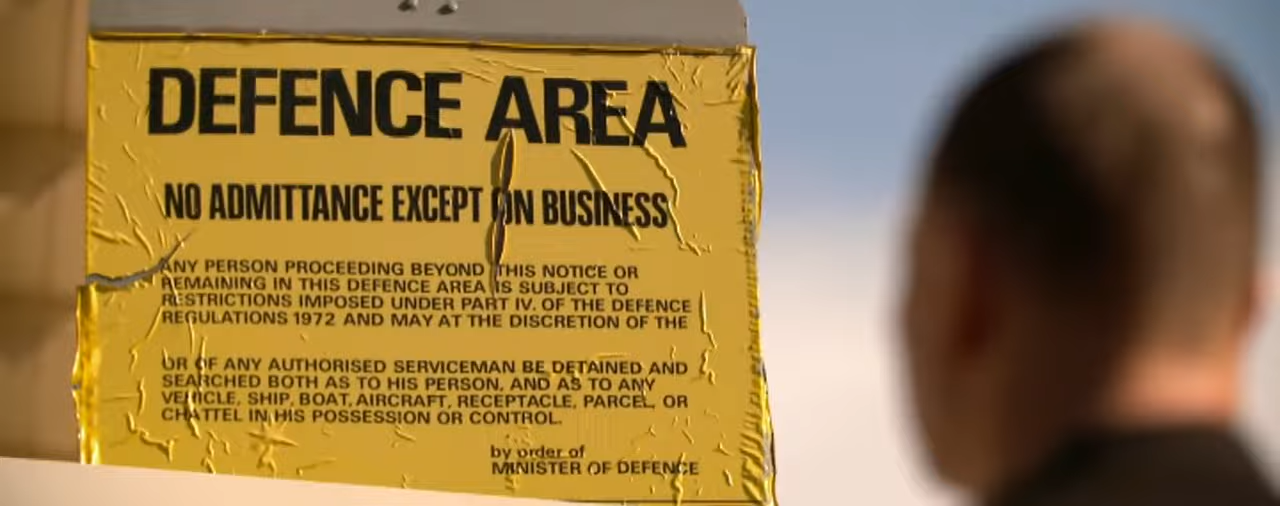 DEFENCE AREA
NO ADMITTANCE EXCEPT ON BUSINESS
ANY PERSON PROCEEDING BEYOND THIS NOTICE OR
REMAINING IN THIS DEFENCE AREA IS SUBJECT TO
RESTRICTIONS IMPOSED UNDER PART IV. OF THE DEFENCE
REGULATIONS 1972 AND MAY AT THE DISCRETION OF THE
OR OF ANY AUTHORISED SERVICEMAN BE DETAINED AND
SEARCHED BOTH AS TO HIS PERSON, AND AS TO ANY
VEHICLE, SHIP, BOAT, AIRCRAFT, RECEPTACLE, PARCEL, OR
CHATTEL IN HIS POSSESSION OR CONTROL.
by order of
MINISTER OF DEFENCE